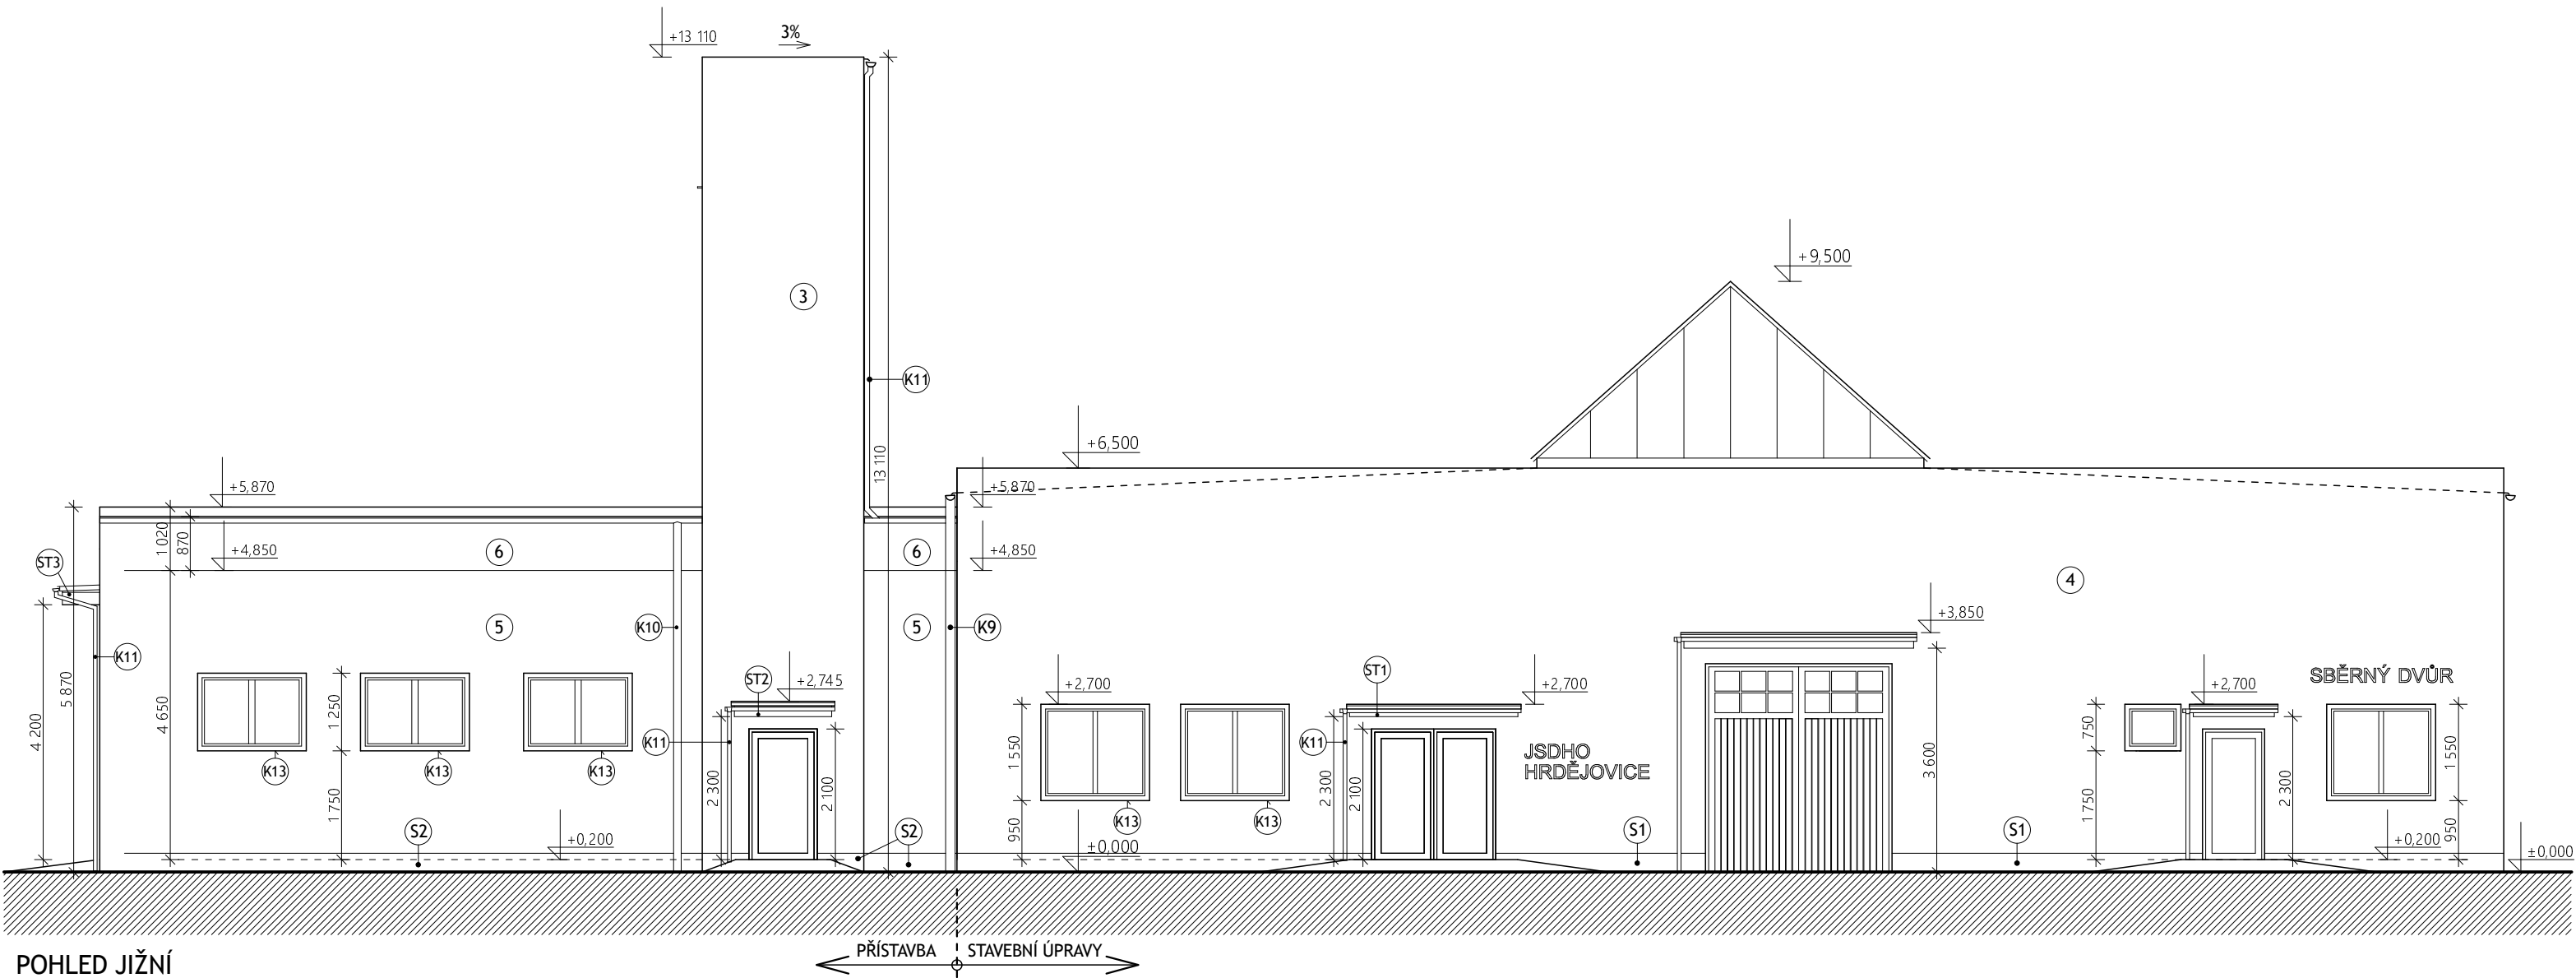 +13 110
3%
3
+9,500
K11
13 110
+6,500
+5,870
+5,870
1 020
870
+4,850
6
6
+4,850
ST3
4
5
K10
5
K9
+3,850
K11
5 870
4 650
4 200
1 250
1 750
ST2
+2,745
ST1
+2,700
+2,700
+2,700
SBĚRNÝ DVŮR
K13
K13
K13
K11
2 300
2 100
1 550
950
K11
2 300
2 100
JSDHO
HRDĚJOVICE
3 600
750
1 750
2 300
1 550
950
K13
K13
S2
+0,200
S2
±0,000
S1
S1
+0,200
±0,000
PŘÍSTAVBA
STAVEBNÍ ÚPRAVY
POHLED JIŽNÍ